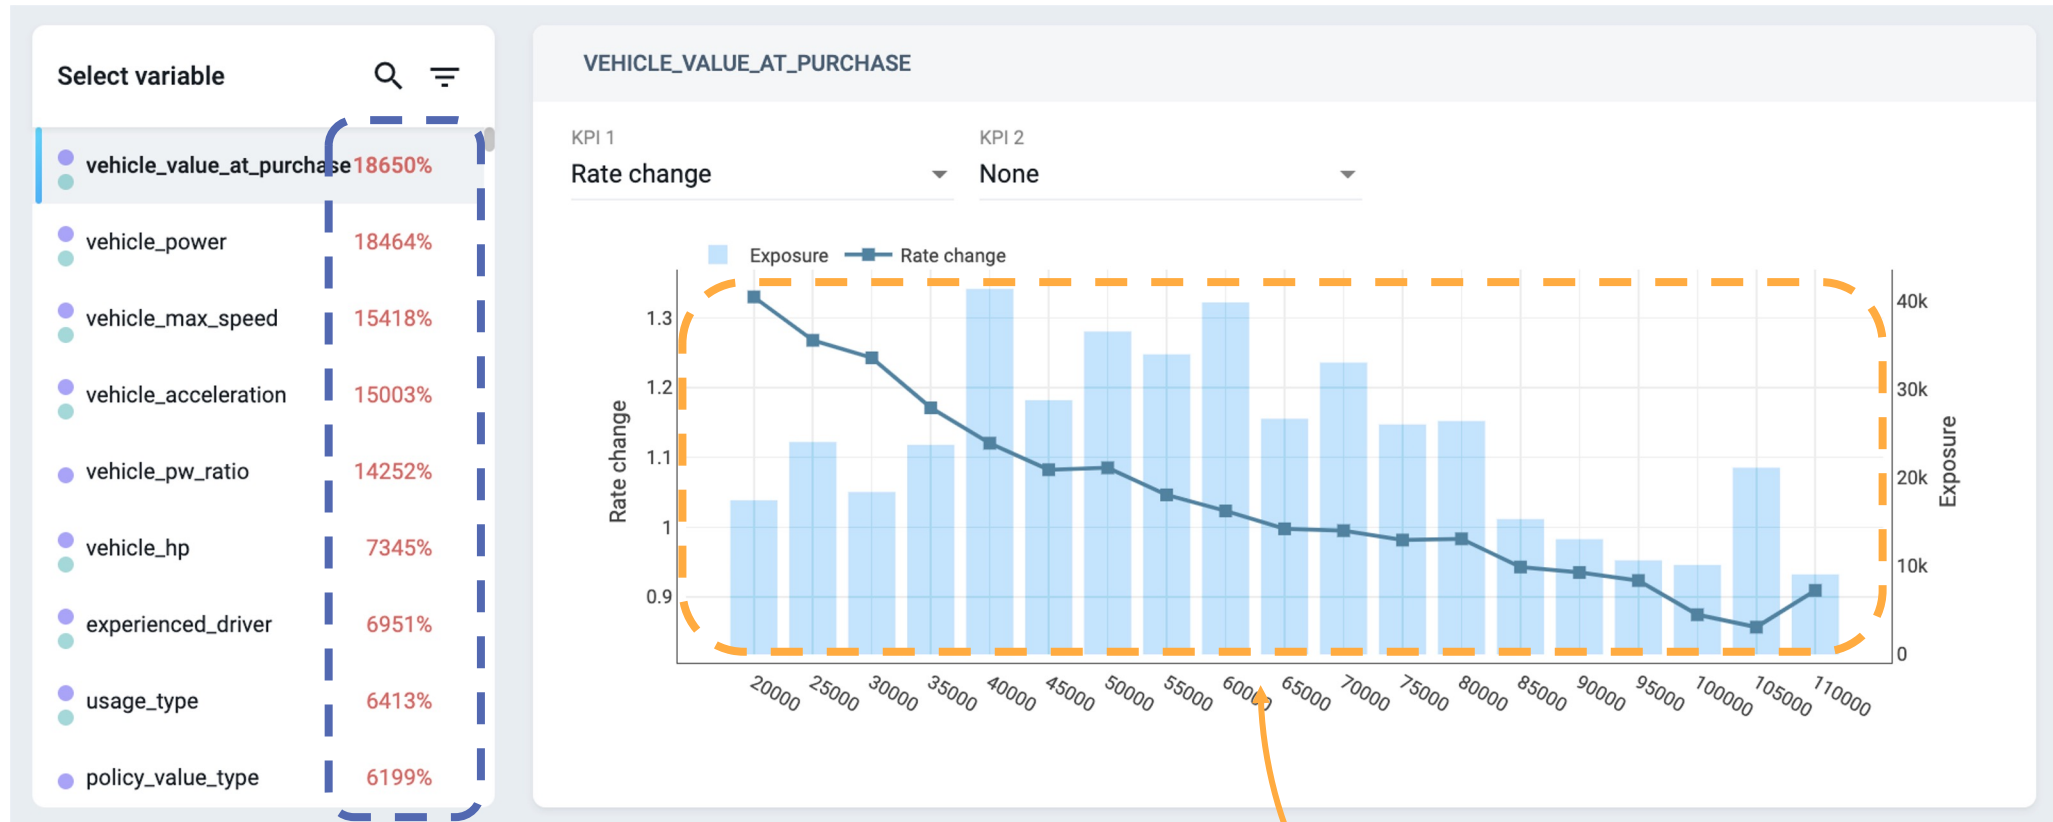 Select variable
vehicle_value_at_purchase 18650%
vehicle_power 18464%
vehicle_max_speed 15418%
vehicle_acceleration 15003%
vehicle_pw_ratio 14252%
vehicle_hp 7345%
experienced_driver 6951%
usage_type 6413%
policy_value_type 6199%
VEHICLE_VALUE_AT_PURCHASE
KPI 1
Rate change
KPI 2
None
Exposure
Rate change
Rate change
1.3
1.2
1.1
1
0.9
40k
30k
20k
10k
0
Exposure
20000
25000
30000
35000
40000
45000
50000
55000
60000
65000
70000
75000
80000
85000
90000
95000
100000
105000
110000